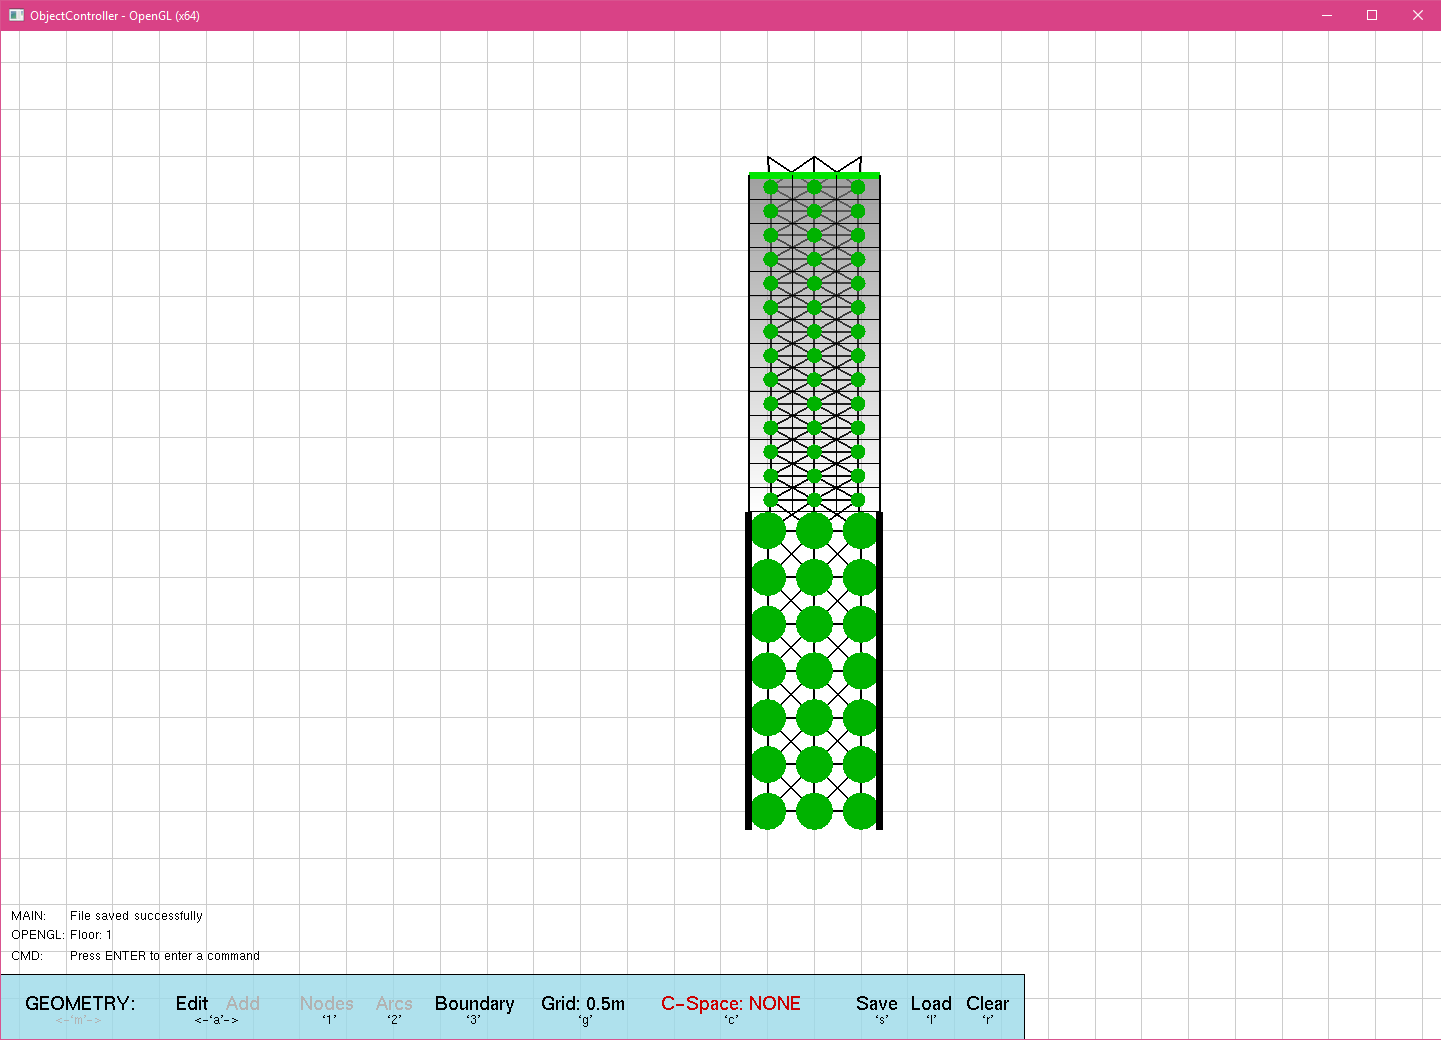 ObjectController - OpenGL (x64)
MAIN: File saved successfully
OPENGL: Floor: 1
CMD: Press ENTER to enter a command
GEOMETRY: Edit Add Nodes Arcs Boundary Grid: 0.5m C-Space: NONE Save Load Clear
<-'m'-> <-'a'-> '1' '2' '3' 'g' 'c' 's' 'l' 'r'